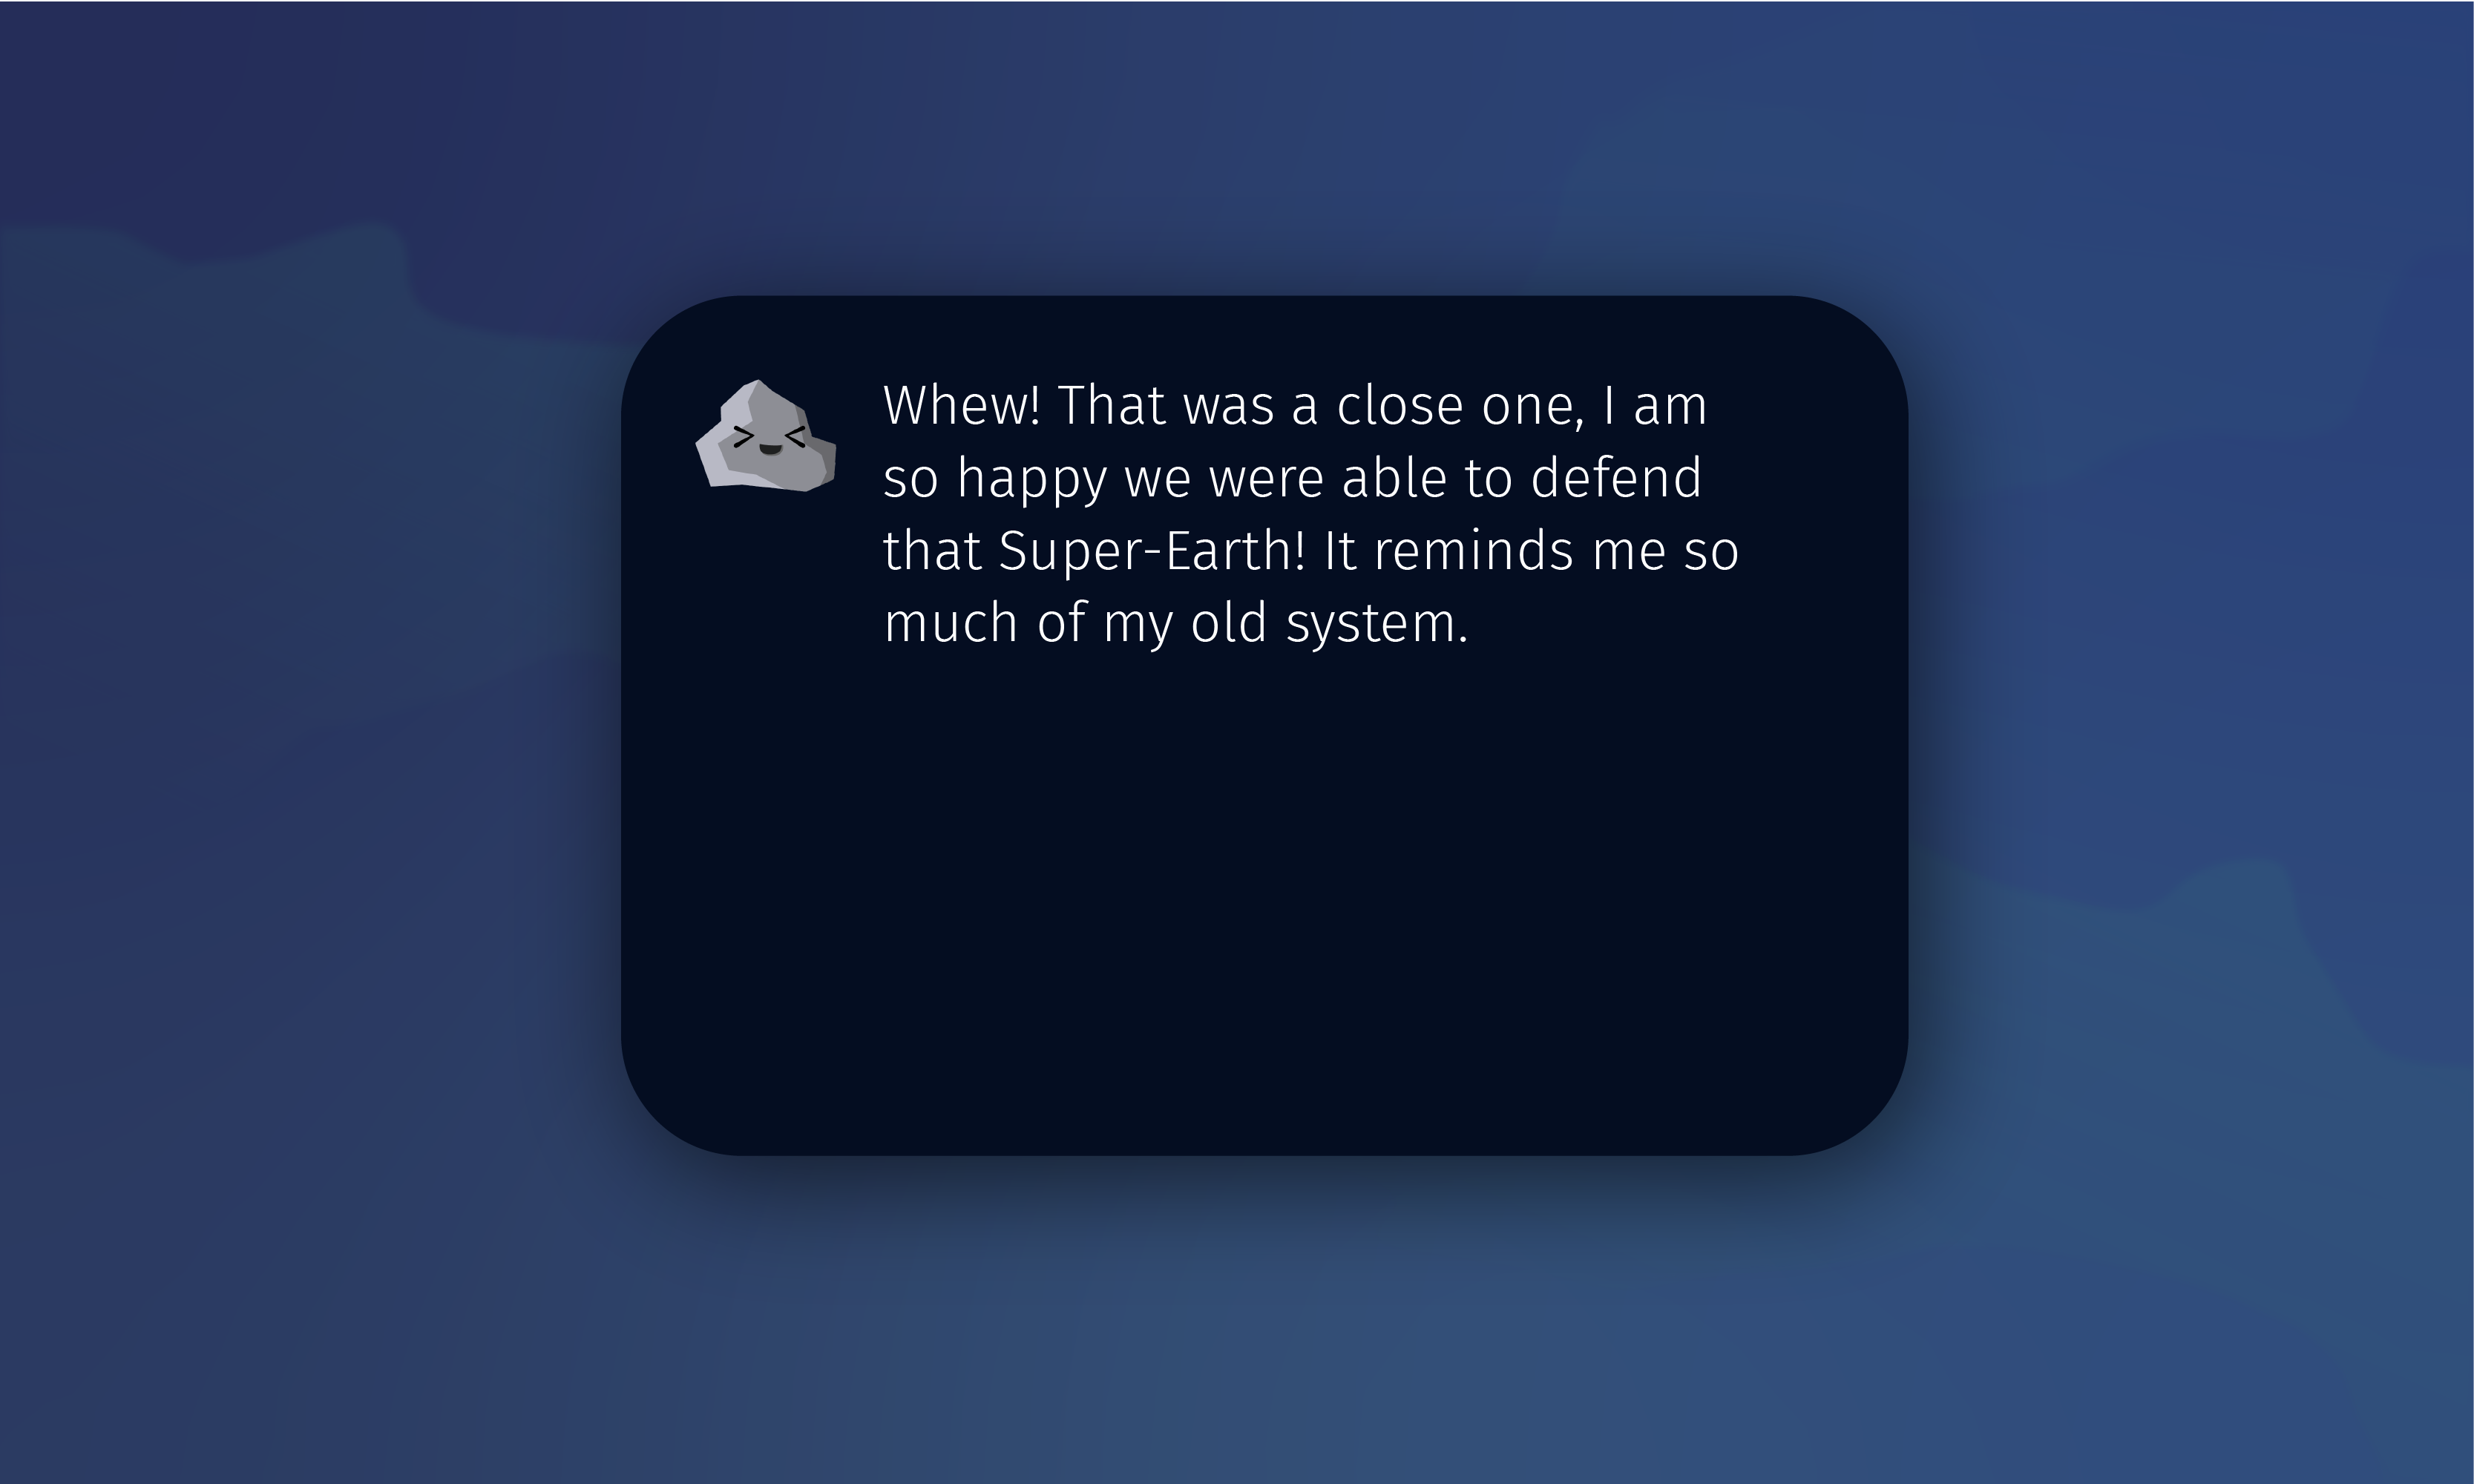 Whew! That was a close one, I am
so happy we were able to defend
that Super-Earth! It reminds me so
much of my old system.